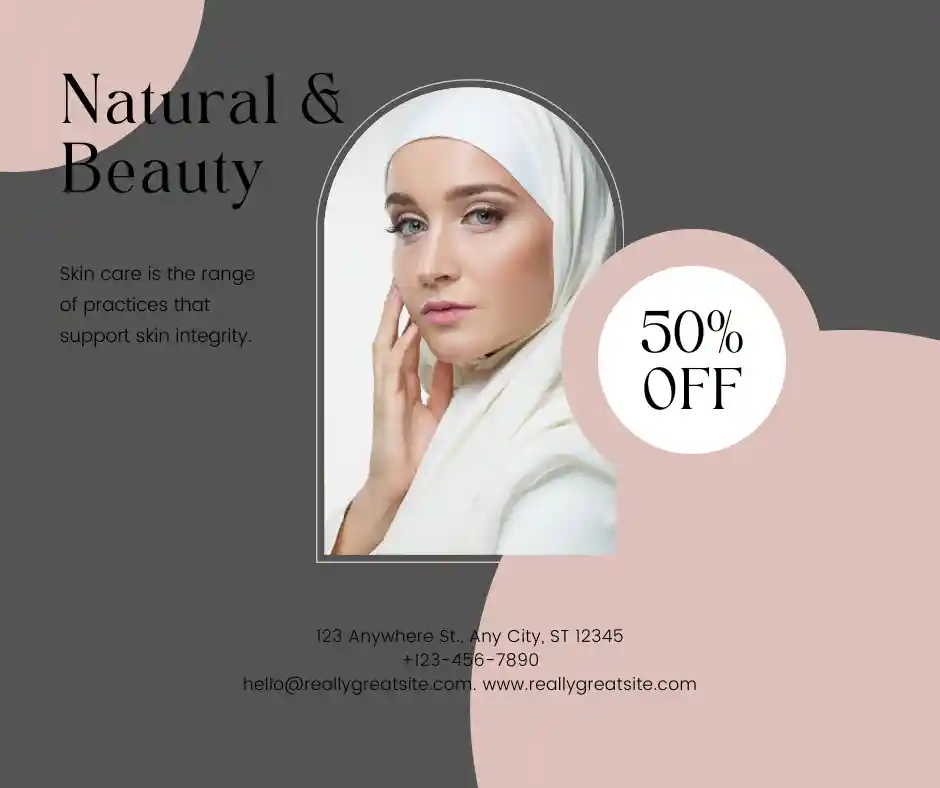 Natural &
Beauty
Skin care is the range
of practices that
support skin integrity.
50%
OFF
123 Anywhere St., Any City, ST 12345
+123-456-7890
hello@reallygreatsite.com. www.reallygreatsite.com